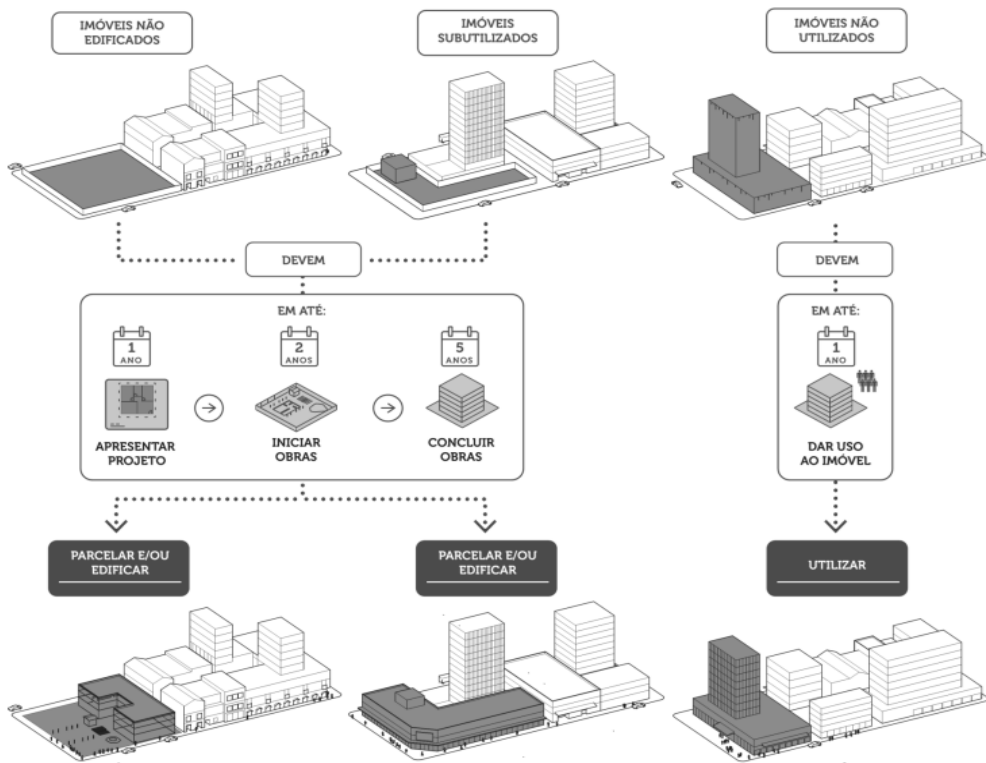 IMÓVEIS NÃO
EDIFICADOS
IMÓVEIS
SUBUTILIZADOS
IMÓVEIS NÃO
UTILIZADOS
DEVEM
DEVEM
EM ATÉ:
1
ANO
2
ANOS
5
ANOS
APRESENTAR
PROJETO
INICIAR
OBRAS
CONCLUIR
OBRAS
EM ATÉ:
1
ANO
DAR USO
AO IMÓVEL
PARCELAR E/OU
EDIFICAR
PARCELAR E/OU
EDIFICAR
UTILIZAR